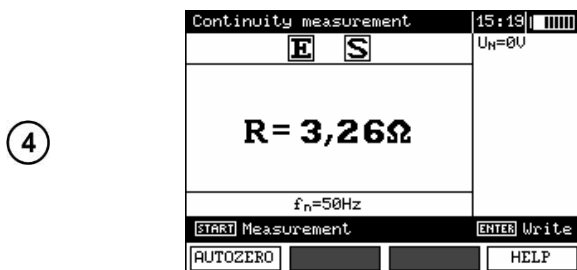 Continuity measurement 15:19
E S Uₙ=0V
④ R= 3,26Ω
fₙ=50Hz
START Measurement ENTER Write
AUTOZERO HELP